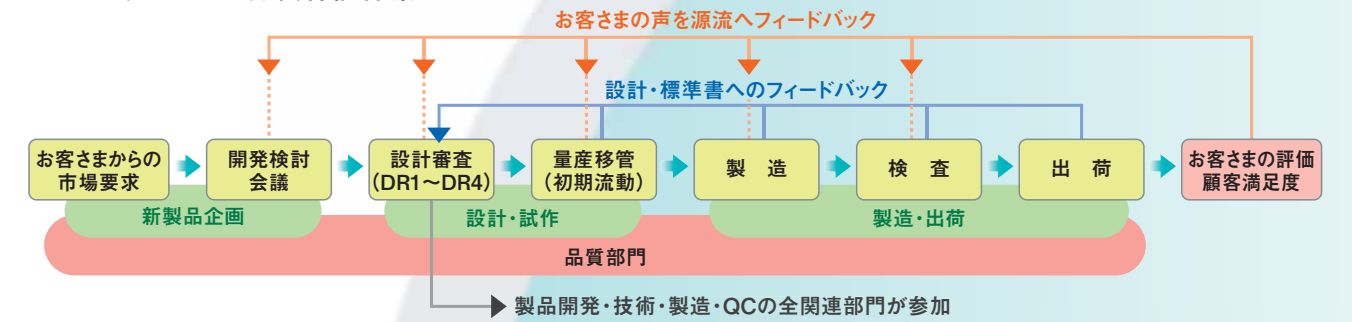 お客さまの声を源流へフィードバック
設計・標準書へのフィードバック
お客さまからの
市場要求
開発検討
会議
設計審査
(DR1～DR4)
量産移管
(初期流動)
製 造
検 査
出 荷
お客さまの評価
顧客満足度
新製品企画
設計・試作
製造・出荷
品質部門
製品開発・技術・製造・QCの全関連部門が参加